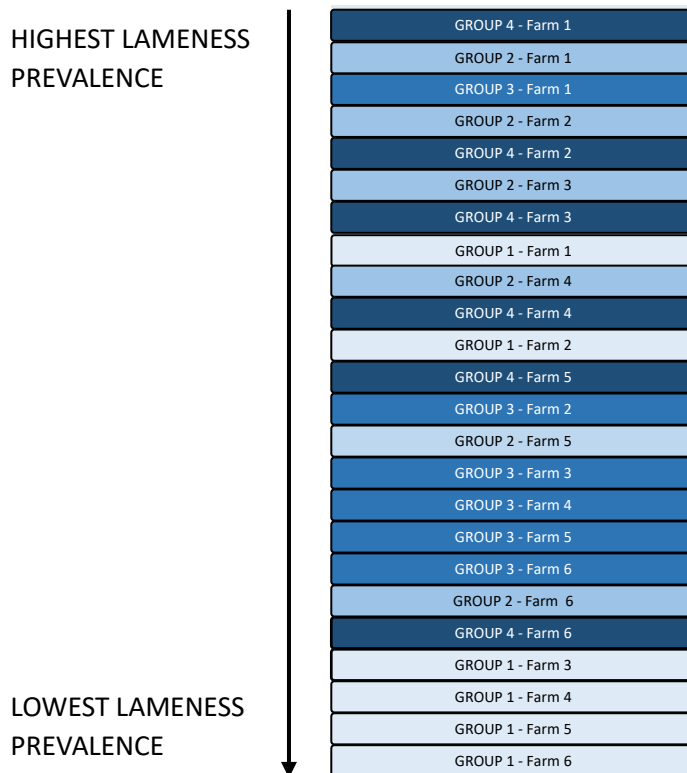 HIGHEST LAMENESS
PREVALENCE
GROUP 4 - Farm 1
GROUP 2 - Farm 1
GROUP 3 - Farm 1
GROUP 2 - Farm 2
GROUP 4 - Farm 2
GROUP 2 - Farm 3
GROUP 4 - Farm 3
GROUP 1 - Farm 1
GROUP 2 - Farm 4
GROUP 4 - Farm 4
GROUP 1 - Farm 2
GROUP 4 - Farm 5
GROUP 3 - Farm 2
GROUP 2 - Farm 5
GROUP 3 - Farm 3
GROUP 3 - Farm 4
GROUP 3 - Farm 5
GROUP 3 - Farm 6
GROUP 2 - Farm  6
GROUP 4 - Farm 6
GROUP 1 - Farm 3
GROUP 1 - Farm 4
GROUP 1 - Farm 5
GROUP 1 - Farm 6
LOWEST LAMENESS
PREVALENCE